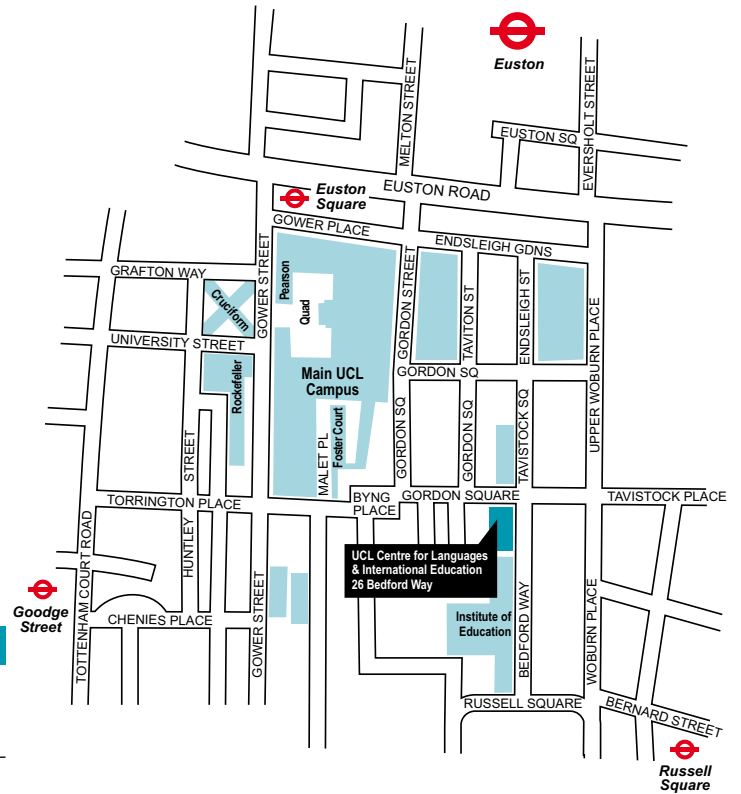 Euston
MELTON STREET
EVERSHOLT STREET
EUSTON SQ
Euston
Square
EUSTON ROAD
GOWER PLACE
ENDSLEIGH GDNS
GRAFTON WAY
GOWER STREET
Pearson
Quad
Cruciform
GORDON STREET
TAVITON ST
ENDSLEIGH ST
UPPER WOBURN PLACE
UNIVERSITY STREET
Main UCL
Campus
GORDON SQ
Rockefeller
MALET PL
Foster Court
GORDON SQ
GORDON SQ
TAVISTOCK SQ
HUNTLEY STREET
TORRINGTON PLACE
BYNG
PLACE
GORDON SQUARE
TAVISTOCK PLACE
TOTTENHAM COURT ROAD
UCL Centre for Languages
& International Education
26 Bedford Way
Goodge
Street
CHENIES PLACE
GOWER STREET
Institute of
Education
BEDFORD WAY
WOBURN PLACE
RUSSELL SQUARE
BERNARD STREET
Russell
Square